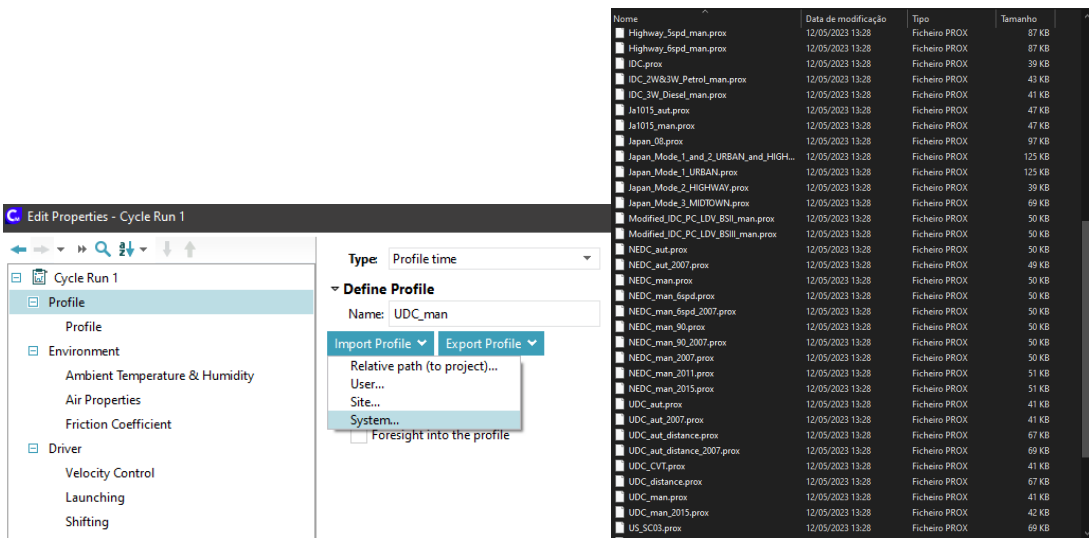 Edit Properties - Cycle Run 1
Cycle Run 1
Profile
Profile
Environment
Ambient Temperature & Humidity
Air Properties
Friction Coefficient
Driver
Velocity Control
Launching
Shifting
Type: Profile time
Define Profile
Name: UDC_man
Import Profile Export Profile
Relative path (to project)...
User...
Site...
System...
Foresight into the profile
Nome Data de modificação Tipo Tamanho
Highway_5spd_man.prox 12/05/2023 13:28 Ficheiro PROX 87 KB
Highway_6spd_man.prox 12/05/2023 13:28 Ficheiro PROX 87 KB
IDC.prox 12/05/2023 13:28 Ficheiro PROX 39 KB
IDC_2W&3W_Petrol_man.prox 12/05/2023 13:28 Ficheiro PROX 43 KB
IDC_3W_Diesel_man.prox 12/05/2023 13:28 Ficheiro PROX 41 KB
Ja1015_aut.prox 12/05/2023 13:28 Ficheiro PROX 47 KB
Ja1015_man.prox 12/05/2023 13:28 Ficheiro PROX 47 KB
Japan_08.prox 12/05/2023 13:28 Ficheiro PROX 97 KB
Japan_Mode_1_and_2_URBAN_and_HIGH... 12/05/2023 13:28 Ficheiro PROX 125 KB
Japan_Mode_1_URBAN.prox 12/05/2023 13:28 Ficheiro PROX 125 KB
Japan_Mode_2_HIGHWAY.prox 12/05/2023 13:28 Ficheiro PROX 39 KB
Japan_Mode_3_MIDTOWN.prox 12/05/2023 13:28 Ficheiro PROX 69 KB
Modified_IDC_PC_LDV_BSII_man.prox 12/05/2023 13:28 Ficheiro PROX 50 KB
Modified_IDC_PC_LDV_BSIII_man.prox 12/05/2023 13:28 Ficheiro PROX 50 KB
NEDC_aut.prox 12/05/2023 13:28 Ficheiro PROX 50 KB
NEDC_aut_2007.prox 12/05/2023 13:28 Ficheiro PROX 49 KB
NEDC_man.prox 12/05/2023 13:28 Ficheiro PROX 50 KB
NEDC_man_6spd.prox 12/05/2023 13:28 Ficheiro PROX 50 KB
NEDC_man_6spd_2007.prox 12/05/2023 13:28 Ficheiro PROX 50 KB
NEDC_man_90.prox 12/05/2023 13:28 Ficheiro PROX 50 KB
NEDC_man_90_2007.prox 12/05/2023 13:28 Ficheiro PROX 50 KB
NEDC_man_2007.prox 12/05/2023 13:28 Ficheiro PROX 50 KB
NEDC_man_2011.prox 12/05/2023 13:28 Ficheiro PROX 51 KB
NEDC_man_2015.prox 12/05/2023 13:28 Ficheiro PROX 51 KB
UDC_aut.prox 12/05/2023 13:28 Ficheiro PROX 41 KB
UDC_aut_2007.prox 12/05/2023 13:28 Ficheiro PROX 41 KB
UDC_aut_distance.prox 12/05/2023 13:28 Ficheiro PROX 67 KB
UDC_aut_distance_2007.prox 12/05/2023 13:28 Ficheiro PROX 69 KB
UDC_CVT.prox 12/05/2023 13:28 Ficheiro PROX 41 KB
UDC_distance.prox 12/05/2023 13:28 Ficheiro PROX 67 KB
UDC_man.prox 12/05/2023 13:28 Ficheiro PROX 41 KB
UDC_man_2015.prox 12/05/2023 13:28 Ficheiro PROX 42 KB
US_SC03.prox 12/05/2023 13:28 Ficheiro PROX 69 KB